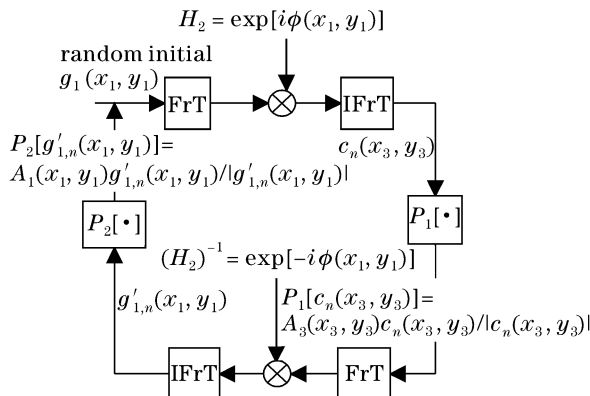 H₂ = exp[iϕ(x₁, y₁)]
random initial
g₁(x₁, y₁)
FrT
IFrT
cₙ(x₃, y₃)
P₂[g′₁,ₙ(x₁, y₁)]=
A₁(x₁, y₁)g′₁,ₙ(x₁, y₁)/|g′₁,ₙ(x₁, y₁)|
P₂[•]
P₁[•]
(H₂)⁻¹ = exp[−iϕ(x₁, y₁)]
g′₁,ₙ(x₁, y₁)
P₁[cₙ(x₃, y₃)]=
A₃(x₃, y₃)cₙ(x₃, y₃)/|cₙ(x₃, y₃)|
IFrT
FrT